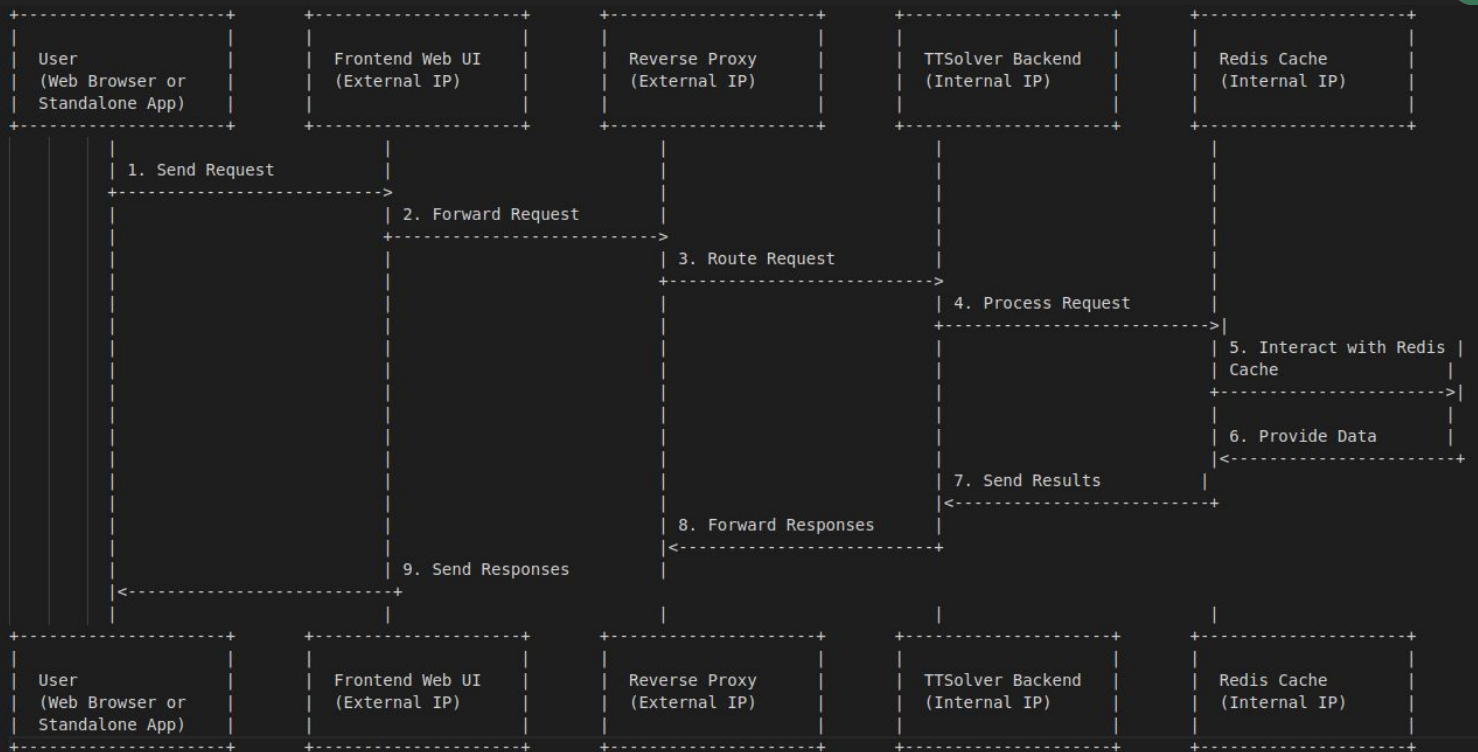 User Frontend Web UI Reverse Proxy TTSolver Backend Redis Cache
(Web Browser or (External IP) (External IP) (Internal IP) (Internal IP)
Standalone App)
1. Send Request
2. Forward Request
3. Route Request
4. Process Request
5. Interact with Redis
Cache
6. Provide Data
7. Send Results
8. Forward Responses
9. Send Responses
User Frontend Web UI Reverse Proxy TTSolver Backend Redis Cache
(Web Browser or (External IP) (External IP) (Internal IP) (Internal IP)
Standalone App)